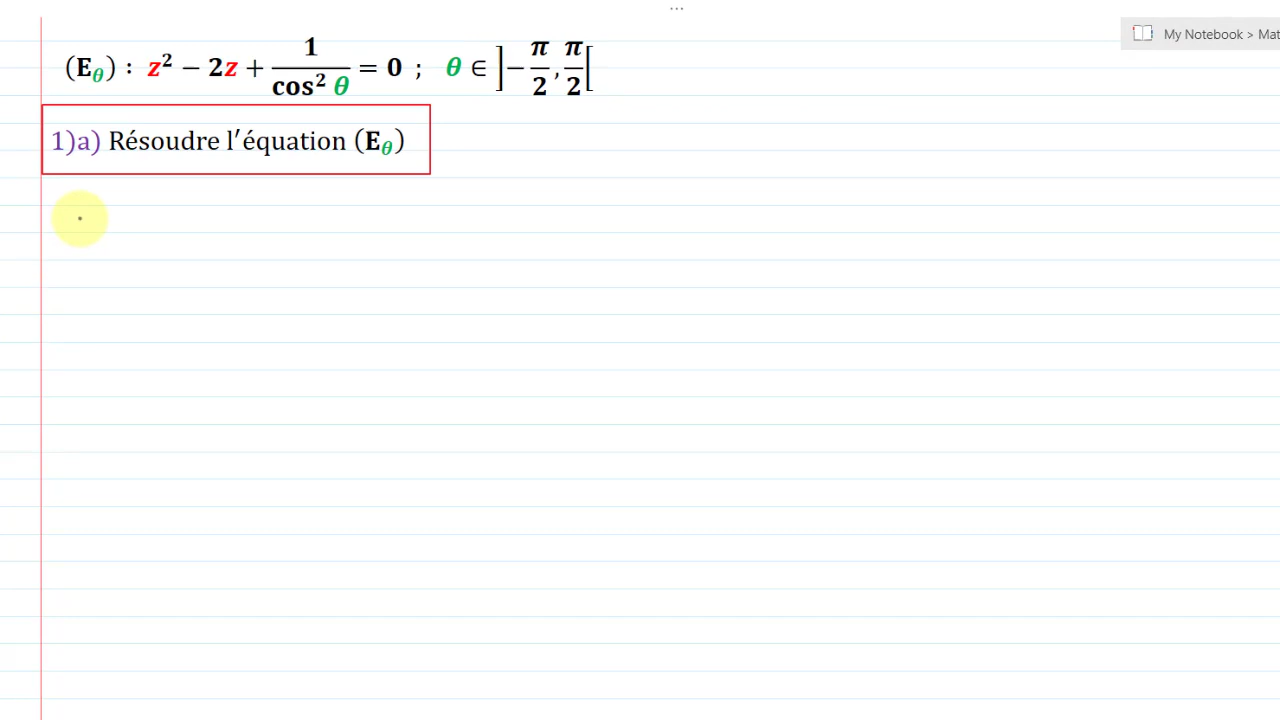 ...
My Notebook > Mat
(E_θ) : z² − 2z + 1/cos² θ = 0 ; θ ∈ ]−π/2, π/2[
1)a) Résoudre l′équation (E_θ)